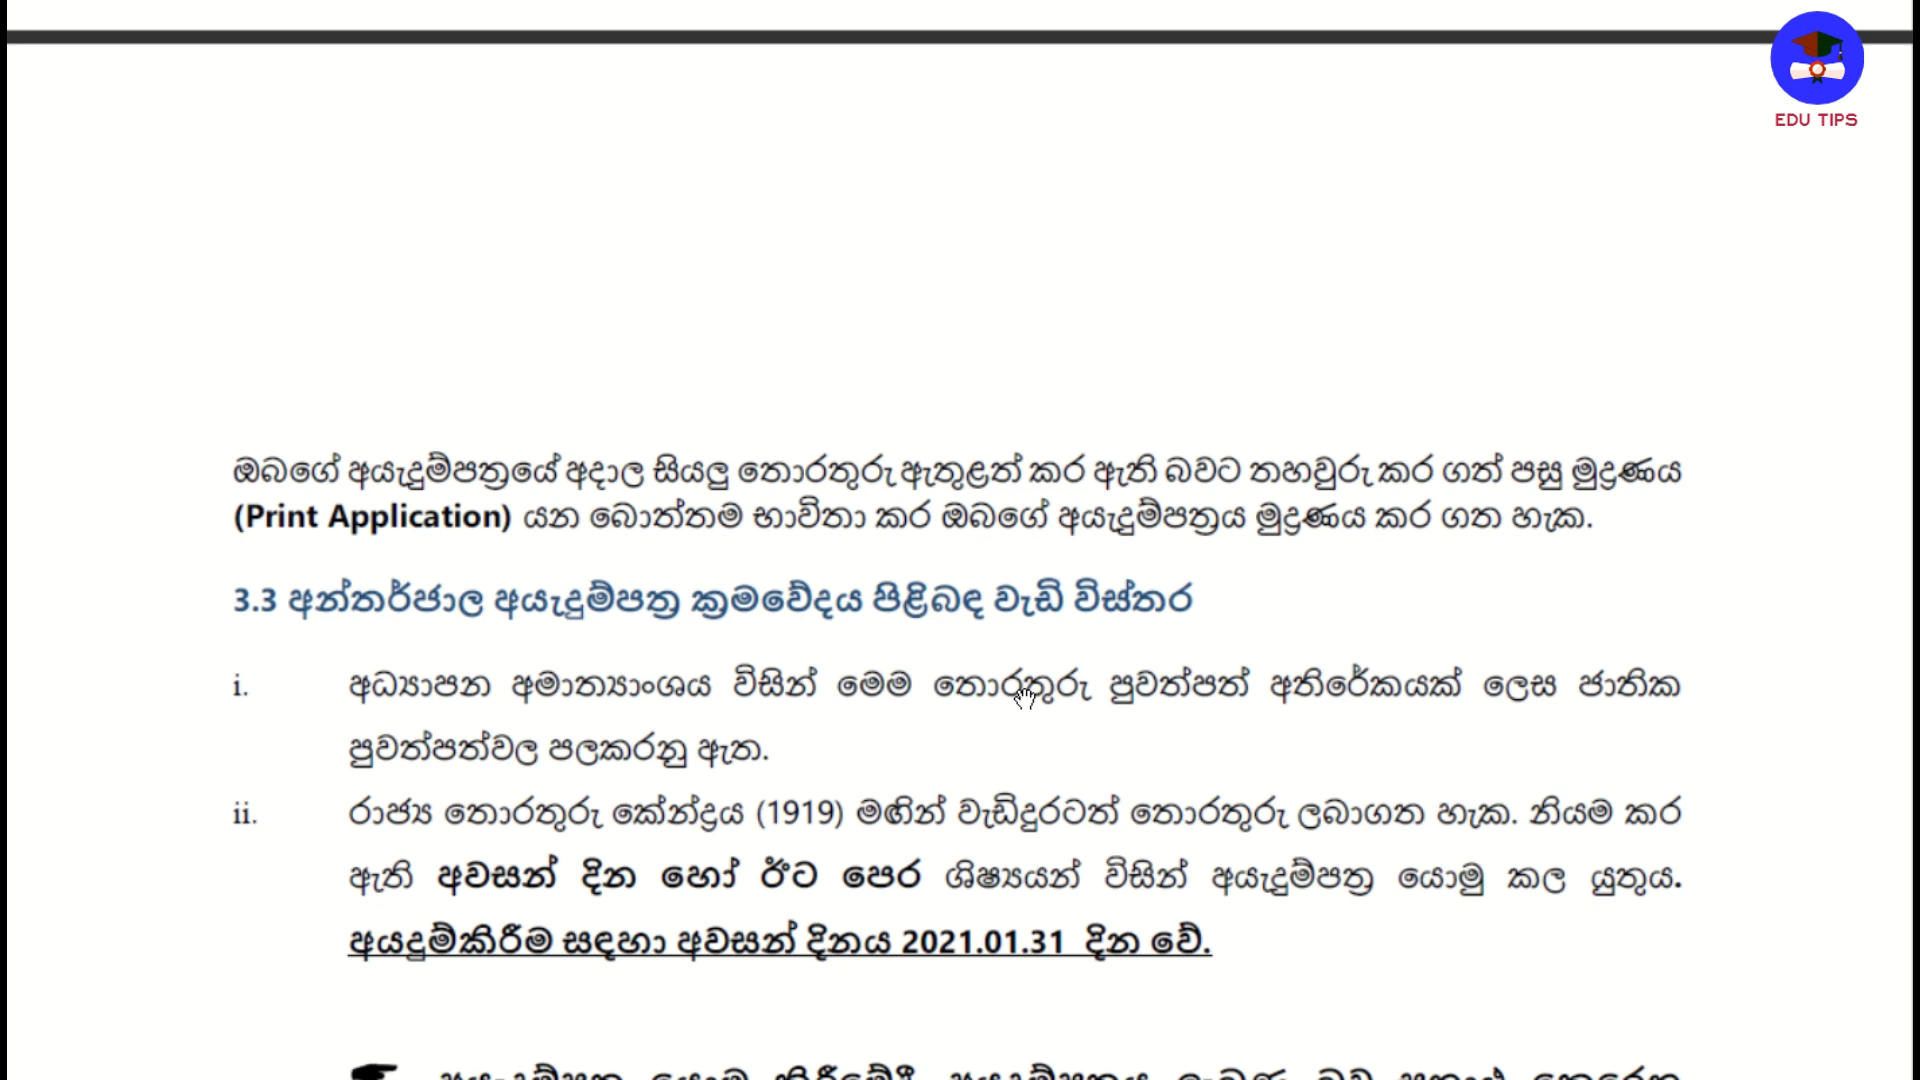 EDU TIPS
ඔබගේ අයැදුම්පත්‍රයේ අදාල සියලු තොරතුරු ඇතුළත් කර ඇති බවට තහවුරු කර ගත් පසු මුද්‍රණය
(Print Application) යන බොත්තම භාවිතා කර ඔබගේ අයැදුම්පත්‍රය මුද්‍රණය කර ගත හැක.
3.3 අන්තර්ජාල අයැදුම්පත්‍ර ක්‍රමවේදය පිළිබඳ වැඩි විස්තර
i. අධ්‍යාපන අමාත්‍යාංශය විසින් මෙම තොරතුරු පුවත්පත් අතිරේකයක් ලෙස ජාතික
පුවත්පත්වල පලකරනු ඇත.
ii. රාජ්‍ය තොරතුරු කේන්ද්‍රය (1919) මඟින් වැඩිදුරටත් තොරතුරු ලබාගත හැක. නියම කර
ඇති අවසන් දින හෝ ඊට පෙර ශිෂ්‍යයන් විසින් අයැදුම්පත්‍ර යොමු කල යුතුය.
අයදුම්කිරීම සඳහා අවසන් දිනය 2021.01.31 දින වේ.